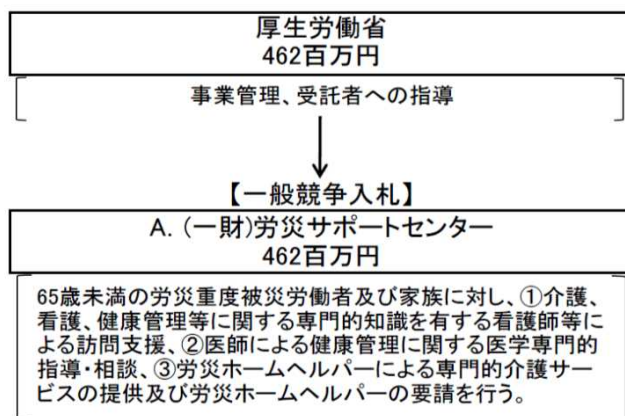 厚生労働省
462百万円
事業管理、受託者への指導
【一般競争入札】
A. (一財)労災サポートセンター
462百万円
65歳未満の労災重度被災労働者及び家族に対し、①介護、
看護、健康管理等に関する専門的知識を有する看護師等に
よる訪問支援、②医師による健康管理に関する医学専門的
指導・相談、③労災ホームヘルパーによる専門的介護サー
ビスの提供及び労災ホームヘルパーの要請を行う。